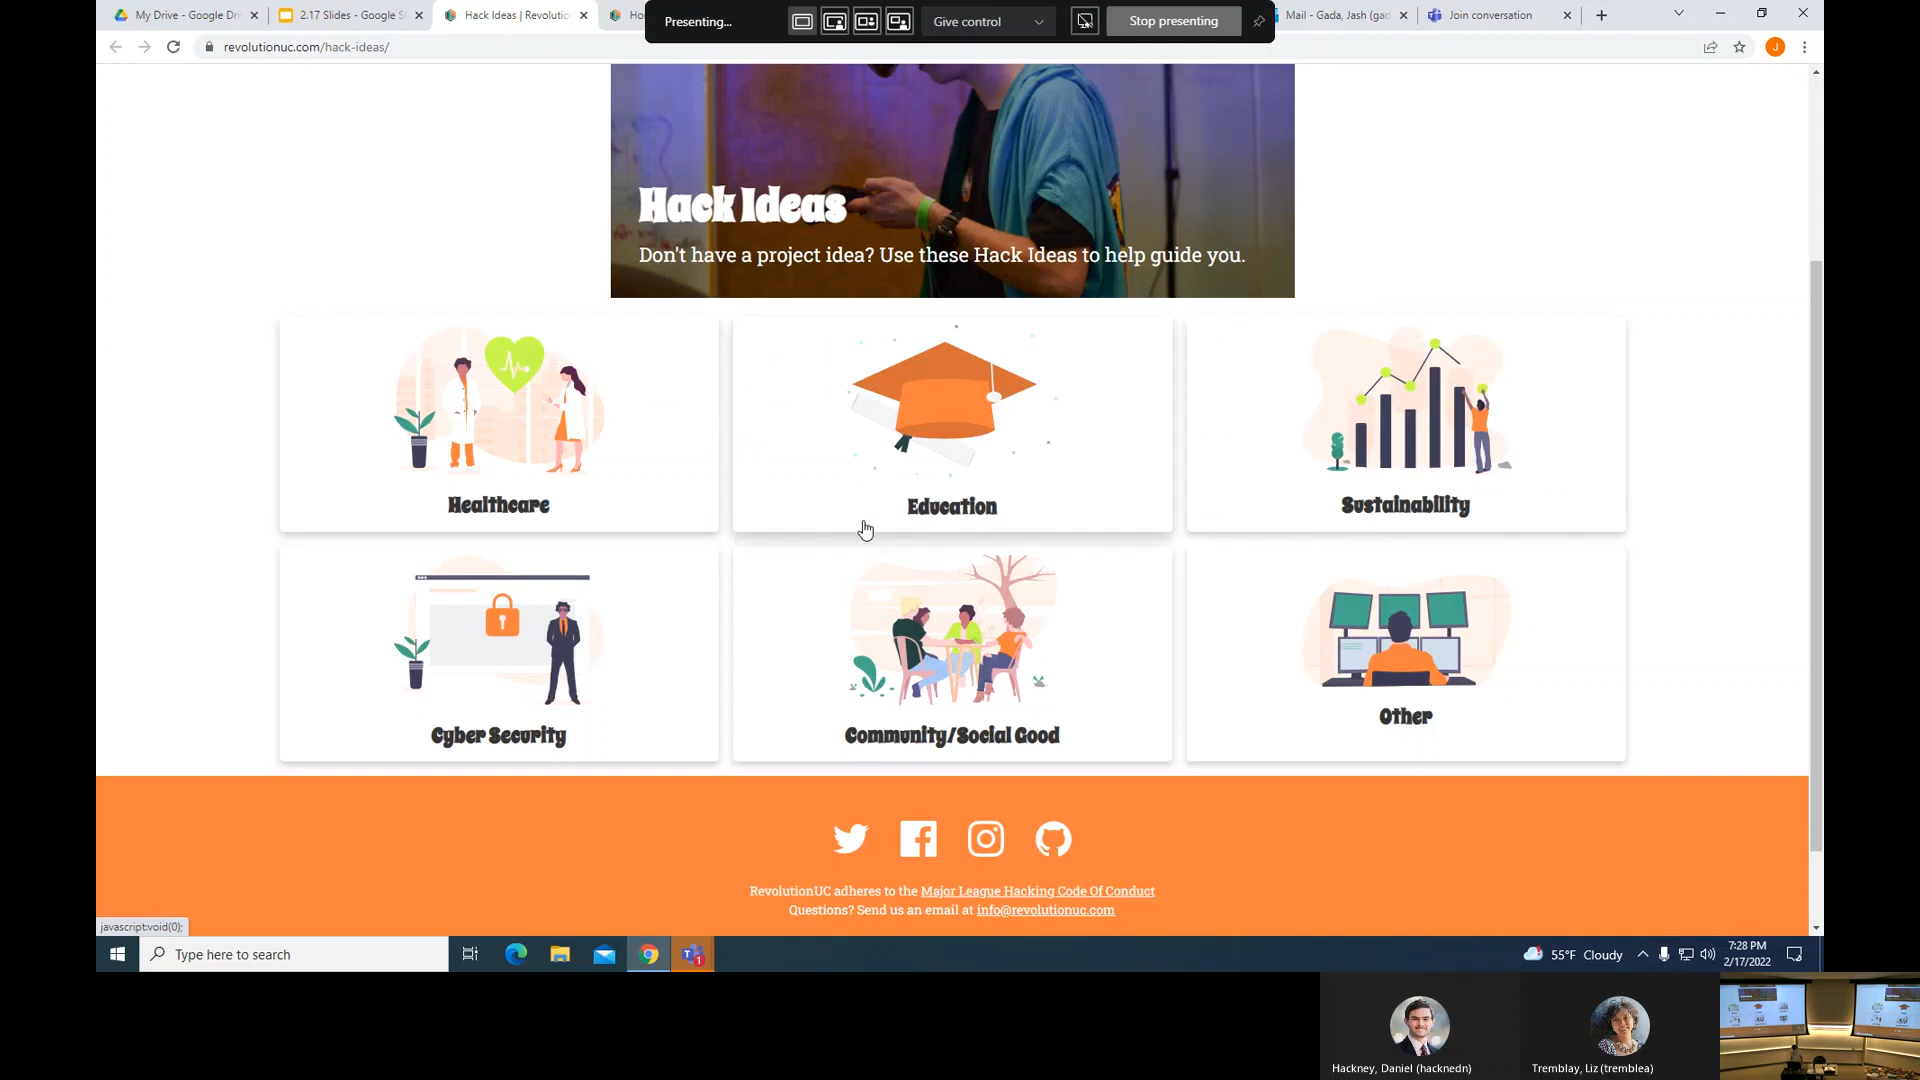 My Drive - Google Dri
2.17 Slides - Google S
Hack Ideas | Revolutio
Ho
Presenting...
Give control
Stop presenting
Mail - Gada, Jash (gad
Join conversation
revolutionuc.com/hack-ideas/
J
Hack Ideas
Don't have a project idea? Use these Hack Ideas to help guide you.
Healthcare
Education
Sustainability
Cyber Security
Community/Social Good
Other
RevolutionUC adheres to the Major League Hacking Code Of Conduct
Questions? Send us an email at info@revolutionuc.com
javascript:void(0);
Type here to search
1
55°F Cloudy
7:28 PM
2/17/2022
Hackney, Daniel (hacknedn)
Tremblay, Liz (tremblea)